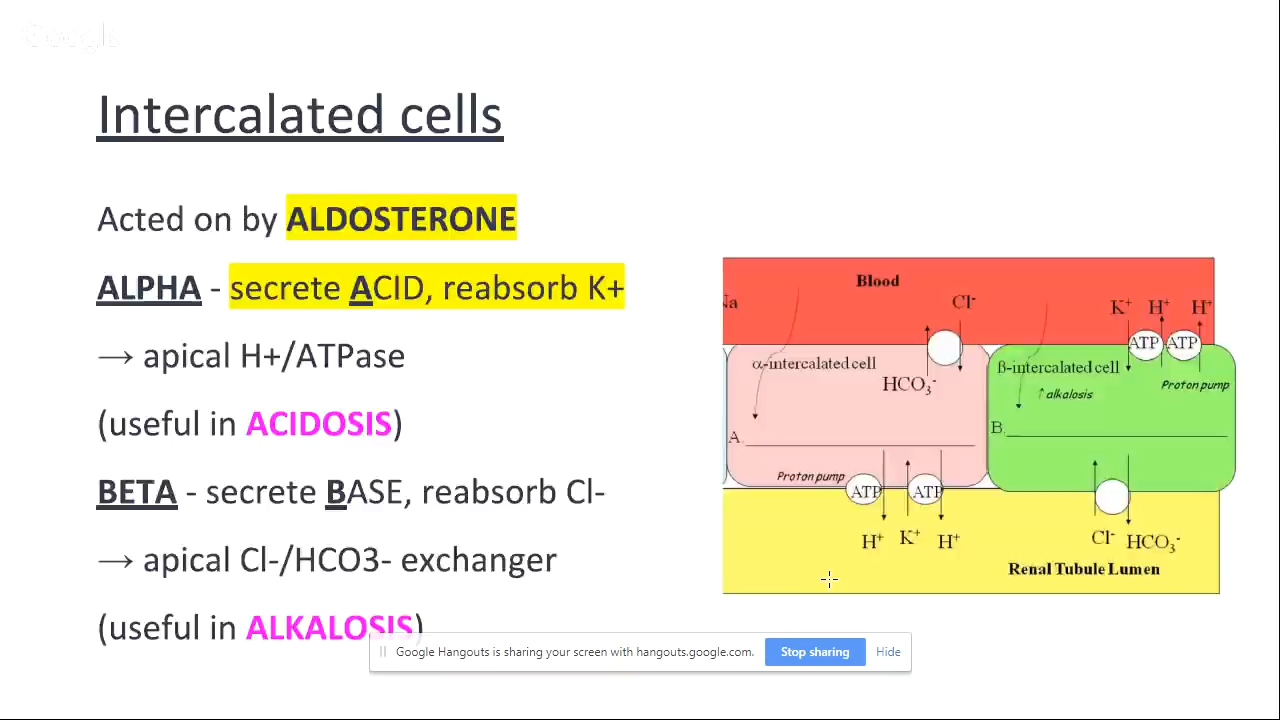 Google
Intercalated cells
Acted on by ALDOSTERONE
ALPHA - secrete ACID, reabsorb K+
→ apical H+/ATPase
(useful in ACIDOSIS)
BETA - secrete BASE, reabsorb Cl-
→ apical Cl-/HCO3- exchanger
(useful in ALKALOSIS)
Blood
Na
Cl-
K+ H+ H+
ATP ATP
α-intercalated cell
HCO3-
β-intercalated cell
↑ alkalosis
Proton pump
A.
B.
Proton pump
ATP ATP
H+ K+ H+
Cl- HCO3-
Renal Tubule Lumen
Google Hangouts is sharing your screen with hangouts.google.com.
Stop sharing
Hide